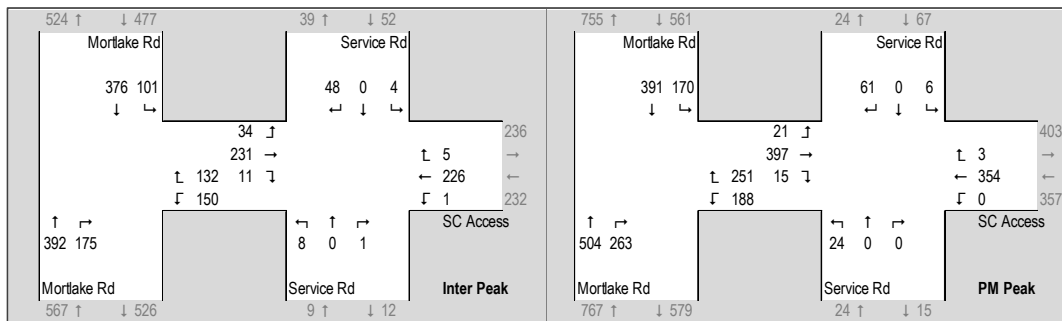 524 ↑ ↓ 477 39 ↑ ↓ 52 755 ↑ ↓ 561 24 ↑ ↓ 67
Mortlake Rd Service Rd Mortlake Rd Service Rd
376 101 48 0 4 391 170 61 0 6
↓ ↳ ↵ ↓ ↳ ↓ ↳ ↵ ↓ ↳
34 ⮥ 236 21 ⮥ 403
231 → ↰ 5 → 397 → ↰ 3 →
↰ 132 11 ↴ ← 226 ← ↰ 251 15 ↴ ← 354 ←
↲ 150 ↲ 1 232 ↲ 188 ↲ 0 357
SC Access SC Access
↑ ↱ ↰ ↑ ↱ ↑ ↱ ↰ ↑ ↱
392 175 8 0 1 504 263 24 0 0
Mortlake Rd Service Rd Inter Peak Mortlake Rd Service Rd PM Peak
567 ↑ ↓ 526 9 ↑ ↓ 12 767 ↑ ↓ 579 24 ↑ ↓ 15